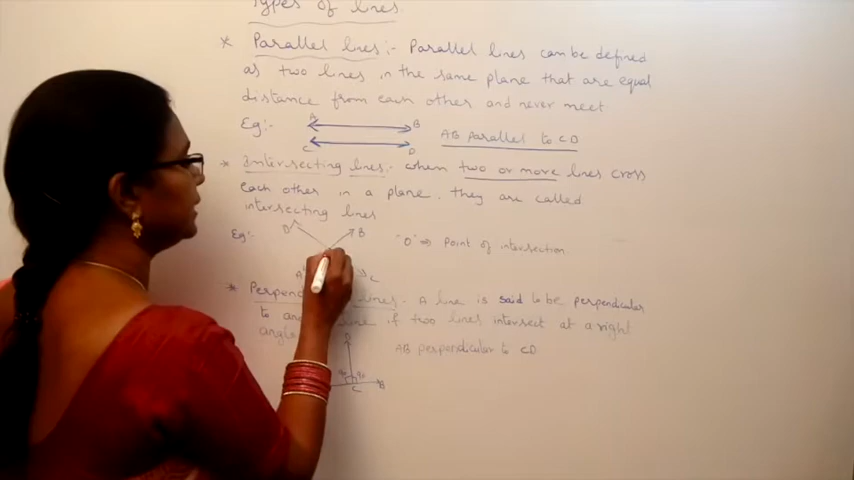 Types of lines
* Parallel lines :- Parallel lines can be defined
as two lines in the same plane that are equal
distance from each other and never meet.
Eg:- A B AB Parallel to CD
C D
* Intersecting lines:- when two or more lines cross
each other in a plane. they are called
intersecting lines
Eg:- D B "O" ⇒ Point of intersection
A C
* Perpendicular lines - A line is said to be perpendicular
to another line if two lines intersect at a right
angle
D AB perpendicular to CD
90 90
C B